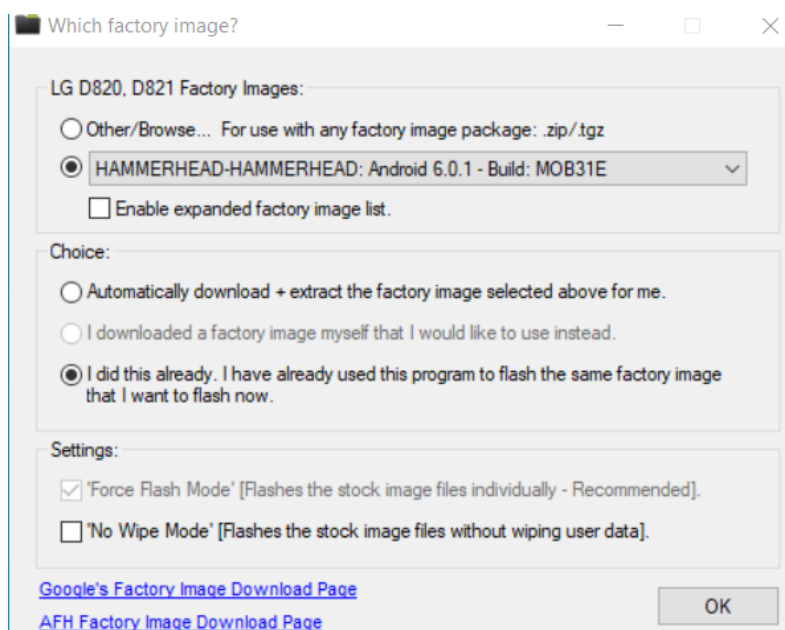 Which factory image?
LG D820, D821 Factory Images:
Other/Browse... For use with any factory image package: .zip/.tgz
HAMMERHEAD-HAMMERHEAD: Android 6.0.1 - Build: MOB31E
Enable expanded factory image list.
Choice:
Automatically download + extract the factory image selected above for me.
I downloaded a factory image myself that I would like to use instead.
I did this already. I have already used this program to flash the same factory image
that I want to flash now.
Settings:
'Force Flash Mode' [Flashes the stock image files individually - Recommended].
'No Wipe Mode' [Flashes the stock image files without wiping user data].
Google's Factory Image Download Page
OK
AFH Factory Image Download Page